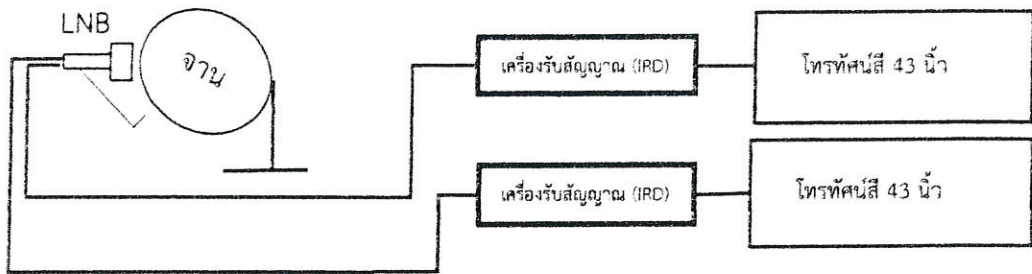 LNB
จาน
เครื่องรับสัญญาณ (IRD)
โทรทัศน์สี 43 นิ้ว
เครื่องรับสัญญาณ (IRD)
โทรทัศน์สี 43 นิ้ว